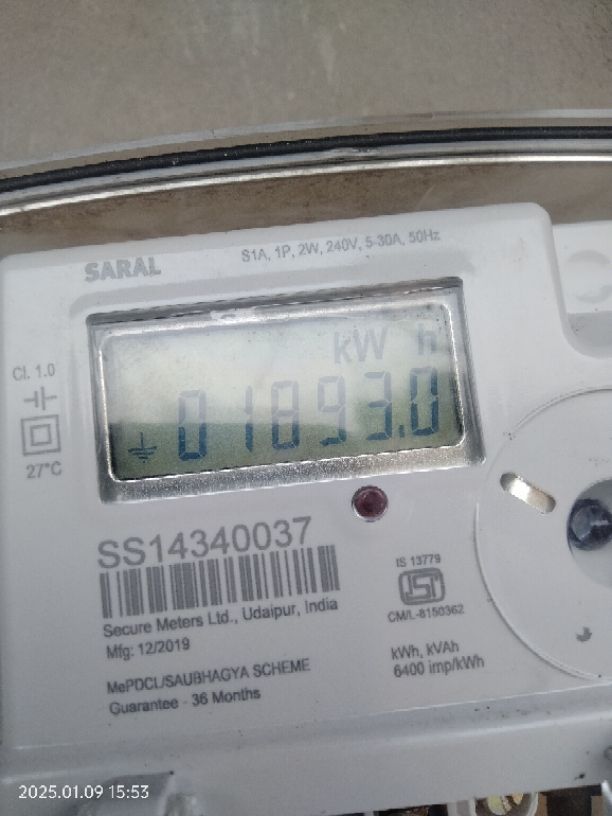 SARAL
S1A, 1P, 2W, 240V, 5-30A, 50Hz
Cl. 1.0
27°C
kW h
01893.0
SS14340037
Secure Meters Ltd., Udaipur, India
Mfg: 12/2019
MePDCL/SAUBHAGYA SCHEME
Guarantee - 36 Months
IS 13779
ISI
CM/L-8150362
kWh, kVAh
6400 imp/kWh
2025.01.09 15:53